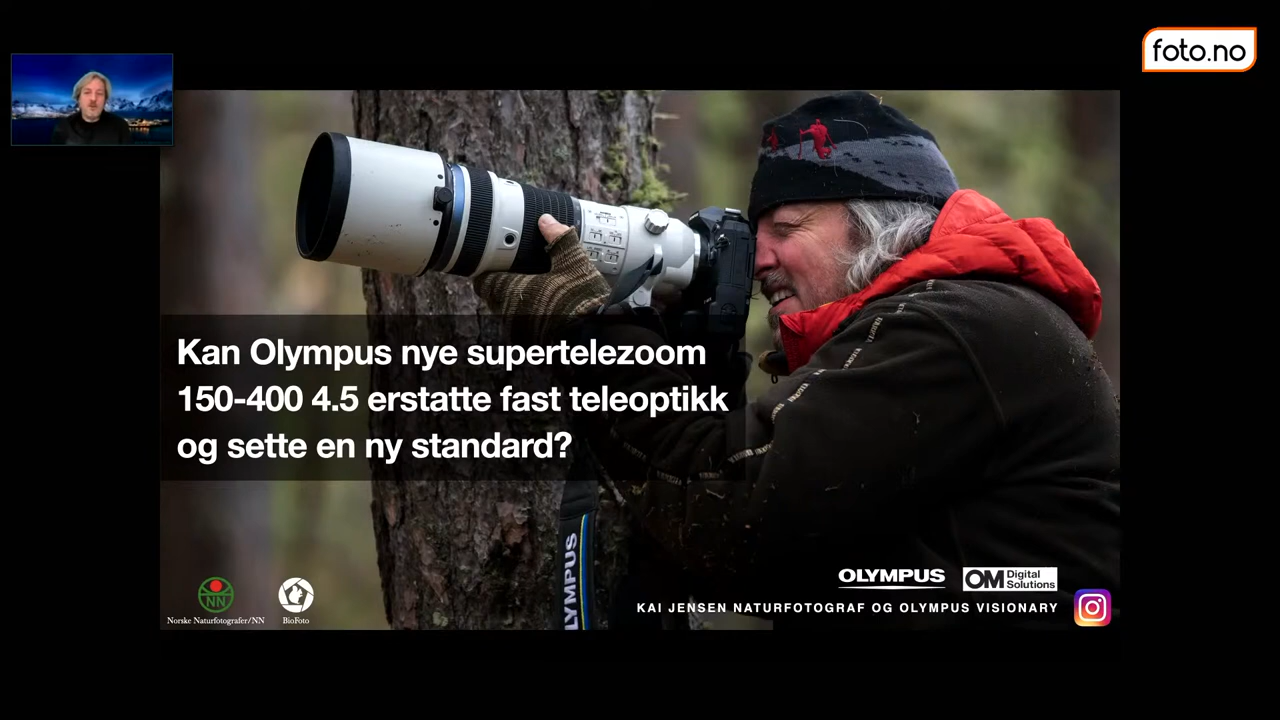 foto.no
Kan Olympus nye supertelezoom
150-400 4.5 erstatte fast teleoptikk
og sette en ny standard?
OLYMPUS
OLYMPUS
OM Digital
Solutions
KAI JENSEN NATURFOTOGRAF OG OLYMPUS VISIONARY
NN
Norske Naturfotografer/NN
BioFoto